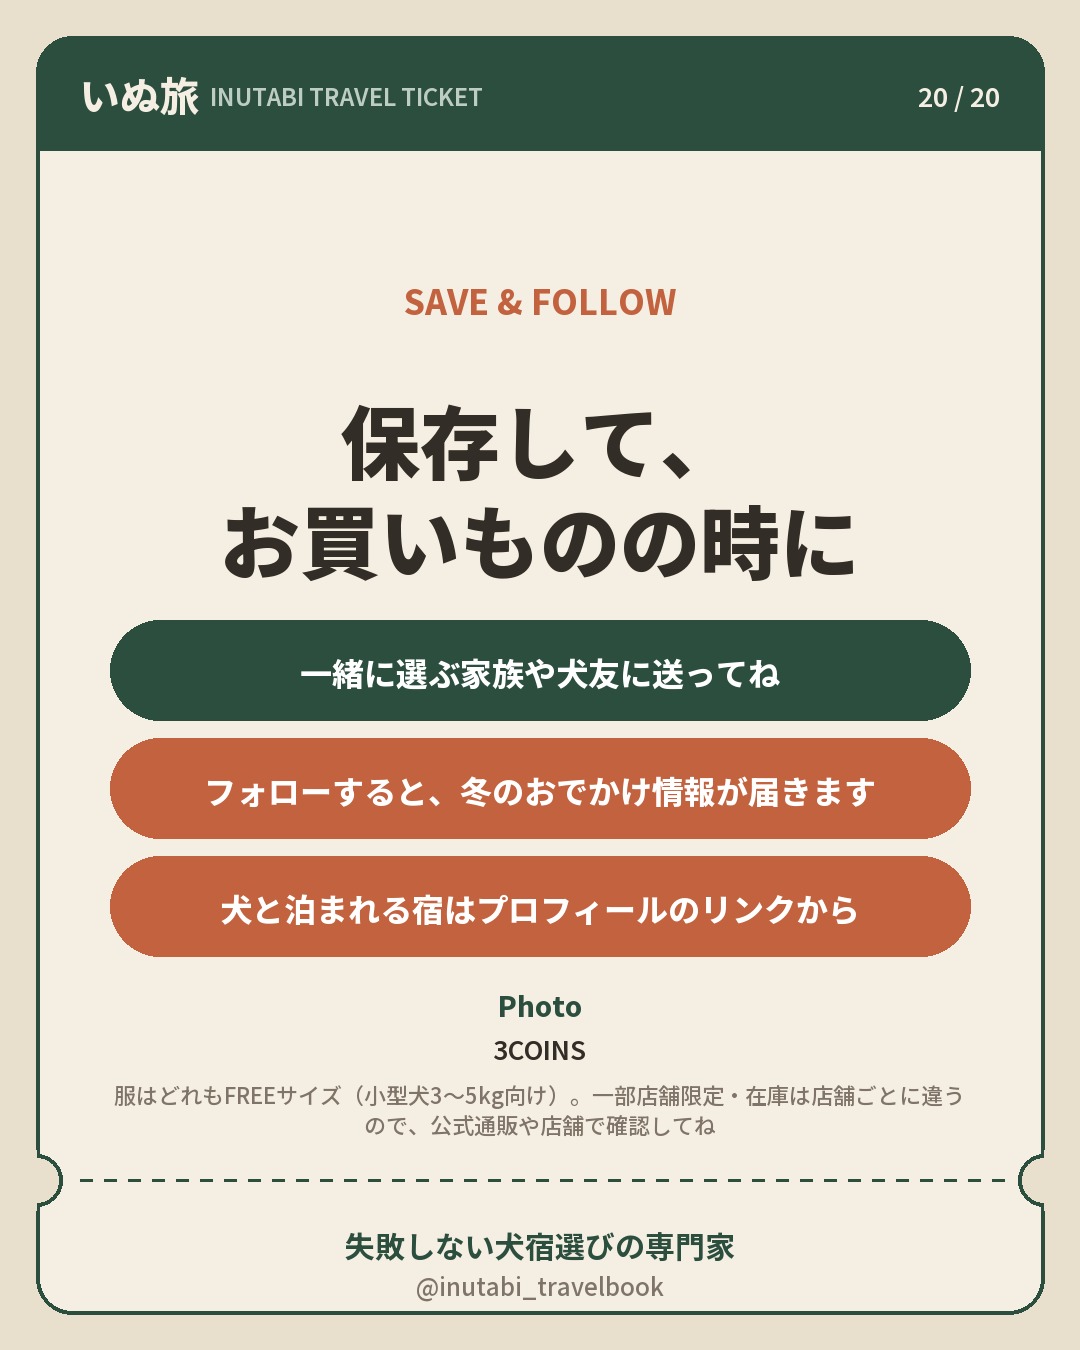 いぬ旅 INUTABI TRAVEL TICKET 20 / 20
SAVE & FOLLOW
保存して、
お買いものの時に
一緒に選ぶ家族や犬友に送ってね
フォローすると、冬のおでかけ情報が届きます
犬と泊まれる宿はプロフィールのリンクから
Photo
3COINS
服はどれもFREEサイズ（小型犬3〜5kg向け）。一部店舗限定・在庫は店舗ごとに違う
ので、公式通販や店舗で確認してね
失敗しない犬宿選びの専門家
@inutabi_travelbook